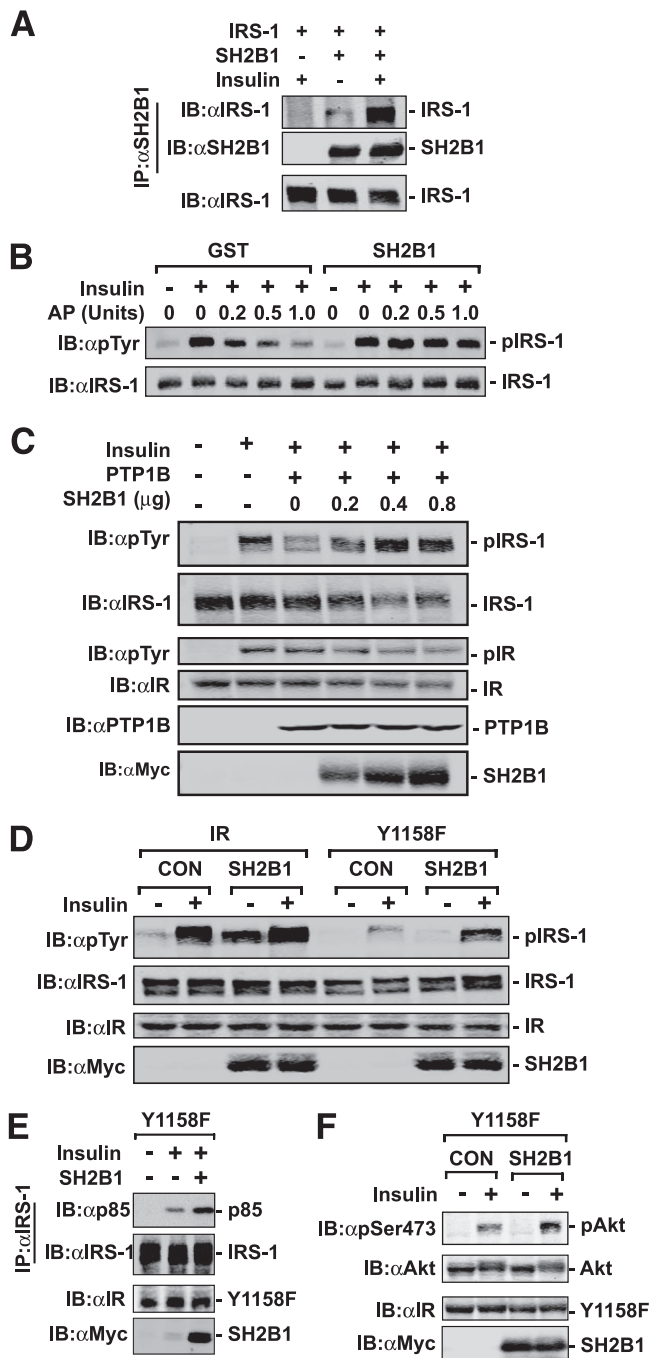 A
IRS-1 + + +
SH2B1 - + +
Insulin + - +
IP:αSH2B1
IB:αIRS-1 - IRS-1
IB:αSH2B1 - SH2B1
IB:αIRS-1 - IRS-1
B
GST SH2B1
Insulin - + + + + - + + + +
AP (Units) 0 0 0.2 0.5 1.0 0 0 0.2 0.5 1.0
IB:αpTyr - pIRS-1
IB:αIRS-1 - IRS-1
C
Insulin - + + + + +
PTP1B - - + + + +
SH2B1 (μg) - - 0 0.2 0.4 0.8
IB:αpTyr - pIRS-1
IB:αIRS-1 - IRS-1
IB:αpTyr - pIR
IB:αIR - IR
IB:αPTP1B - PTP1B
IB:αMyc - SH2B1
D
IR Y1158F
CON SH2B1 CON SH2B1
Insulin - + - + - + - +
IB:αpTyr - pIRS-1
IB:αIRS-1 - IRS-1
IB:αIR - IR
IB:αMyc - SH2B1
E
Y1158F
Insulin - + +
SH2B1 - - +
IP:αIRS-1
IB:αp85 - p85
IB:αIRS-1 - IRS-1
IB:αIR - Y1158F
IB:αMyc - SH2B1
F
Y1158F
CON SH2B1
Insulin - + - +
IB:αpSer473 - pAkt
IB:αAkt - Akt
IB:αIR - Y1158F
IB:αMyc - SH2B1